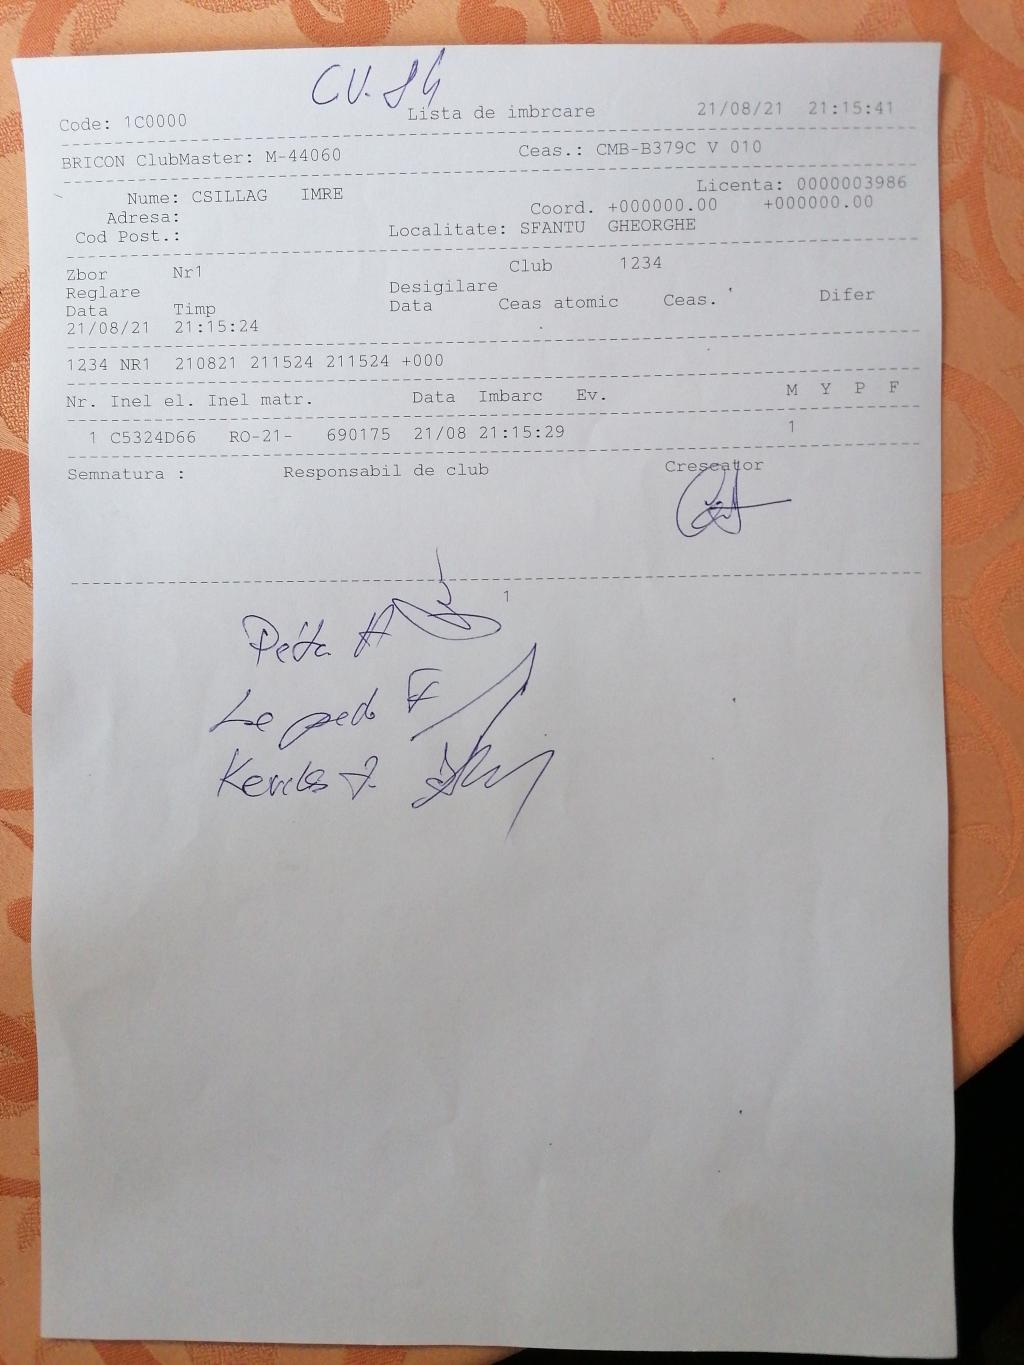 CV. 84
Code: 1C0000 Lista de imbrcare 21/08/21 21:15:41
BRICON ClubMaster: M-44060 Ceas.: CMB-B379C V 010
Nume: CSILLAG IMRE Licenta: 0000003986
Adresa: Coord. +000000.00 +000000.00
Cod Post.: Localitate: SFANTU GHEORGHE
Zbor Nr1 Club 1234
Reglare Desigilare
Data Timp Data Ceas atomic Ceas. Difer
21/08/21 21:15:24
1234 NR1 210821 211524 211524 +000
Nr. Inel el. Inel matr. Data Imbarc Ev. M Y P F
1 C5324D66 RO-21- 690175 21/08 21:15:29 1
Semnatura : Responsabil de club Crescator
1
A
F